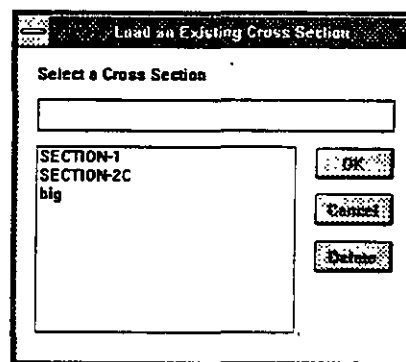 Load an Existing Cross Section
Select a Cross Section
SECTION-1
SECTION-2C
big
OK
Cancel
Delete